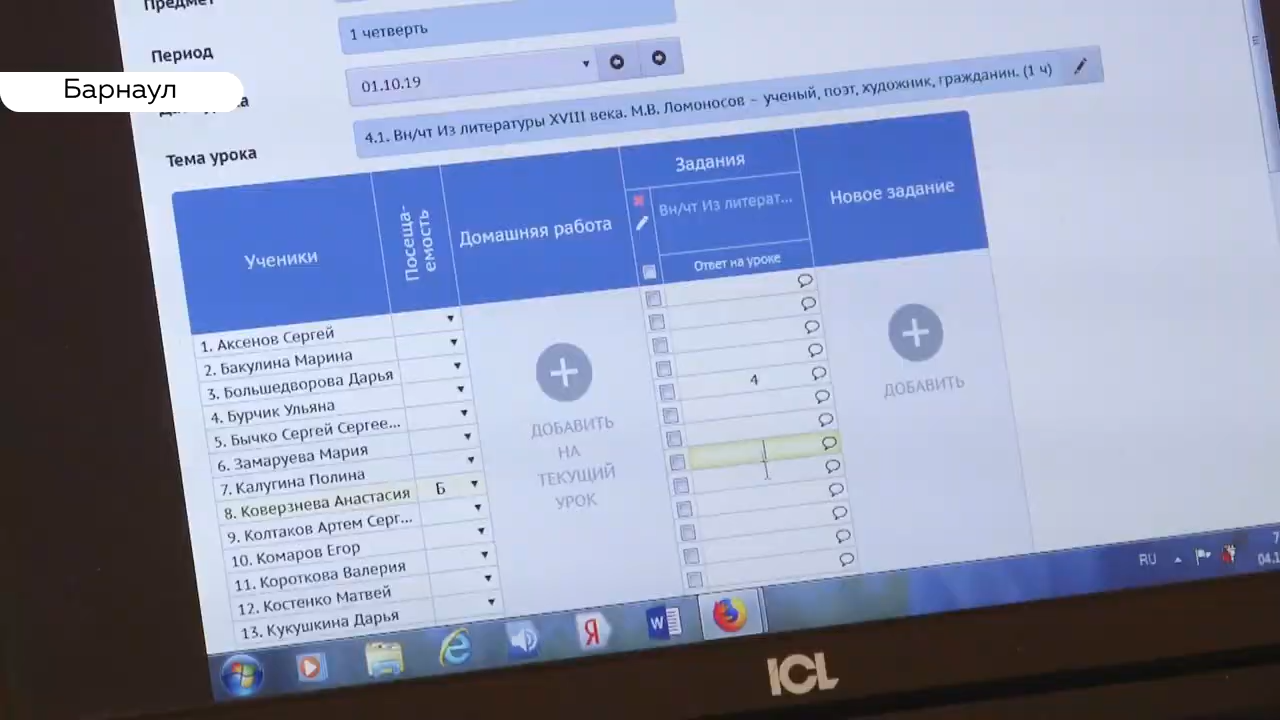 Предмет
Период
1 четверть
01.10.19
Барнаул
Тема урока
4.1. Вн/чт Из литературы XVIII века. М.В. Ломоносов – ученый, поэт, художник, гражданин. (1 ч)
Ученики
Посеща-
емость
Домашняя работа
Задания
Вн/чт Из литерат...
Ответ на уроке
Новое задание
1. Аксенов Сергей
2. Бакулина Марина
3. Большедворова Дарья
4. Бурчик Ульяна
5. Бычко Сергей Сергее...
4
6. Замаруева Мария
7. Калугина Полина
8. Коверзнева Анастасия
Б
9. Колтаков Артем Серг...
10. Комаров Егор
11. Короткова Валерия
12. Костенко Матвей
13. Кукушкина Дарья
ДОБАВИТЬ
НА
ТЕКУЩИЙ
УРОК
ДОБАВИТЬ
RU
ICL